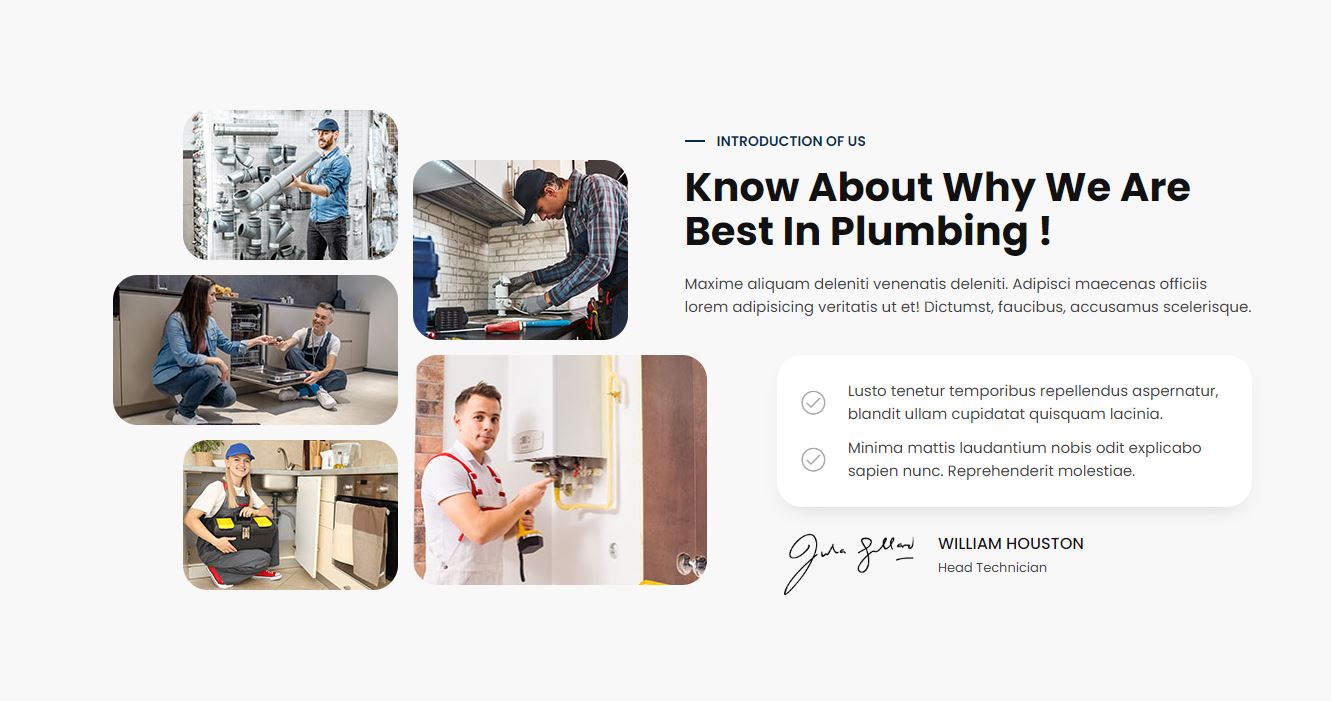 INTRODUCTION OF US
Know About Why We Are
Best In Plumbing !
Maxime aliquam deleniti venenatis deleniti. Adipisci maecenas officiis
lorem adipisicing veritatis ut et! Dictumst, faucibus, accusamus scelerisque.
Lusto tenetur temporibus repellendus aspernatur,
blandit ullam cupidatat quisquam lacinia.
Minima mattis laudantium nobis odit explicabo
sapien nunc. Reprehenderit molestiae.
WILLIAM HOUSTON
Head Technician